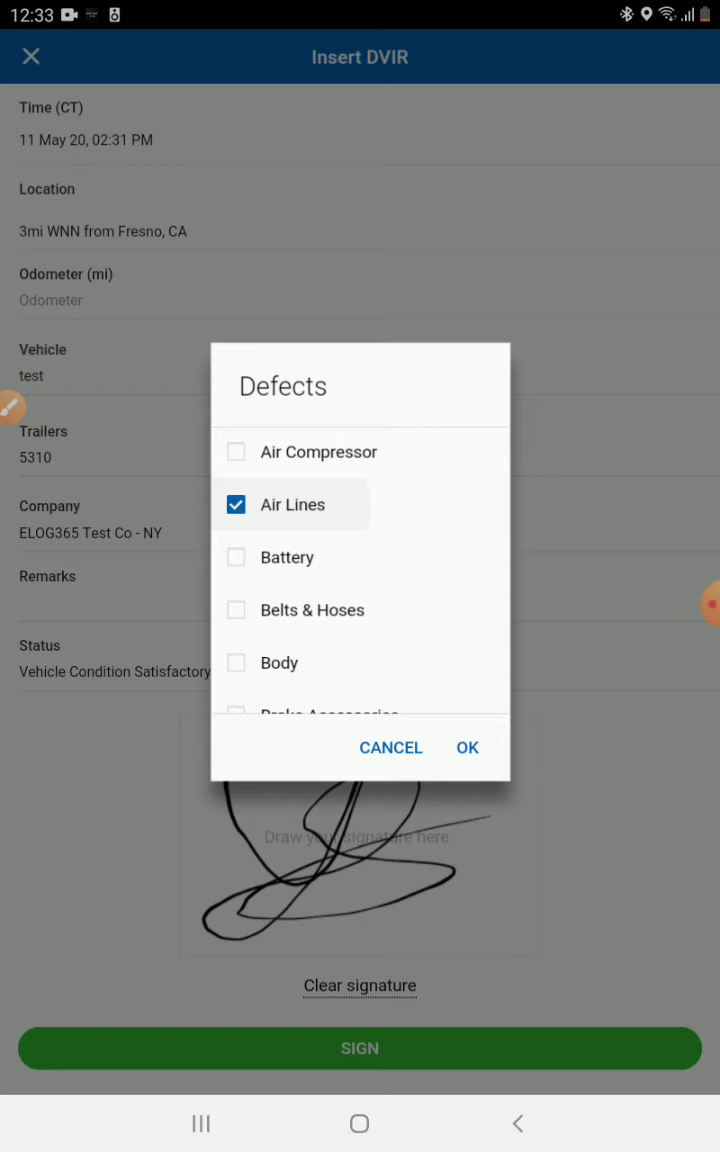 12:33
Insert DVIR
Time (CT)
11 May 20, 02:31 PM
Location
3mi WNN from Fresno, CA
Odometer (mi)
Odometer
Vehicle
test
Trailers
5310
Company
ELOG365 Test Co - NY
Remarks
Status
Vehicle Condition Satisfactory
Defects
Air Compressor
Air Lines
Battery
Belts & Hoses
Body
Brake Accessories
CANCEL OK
Draw your signature here
Clear signature
SIGN